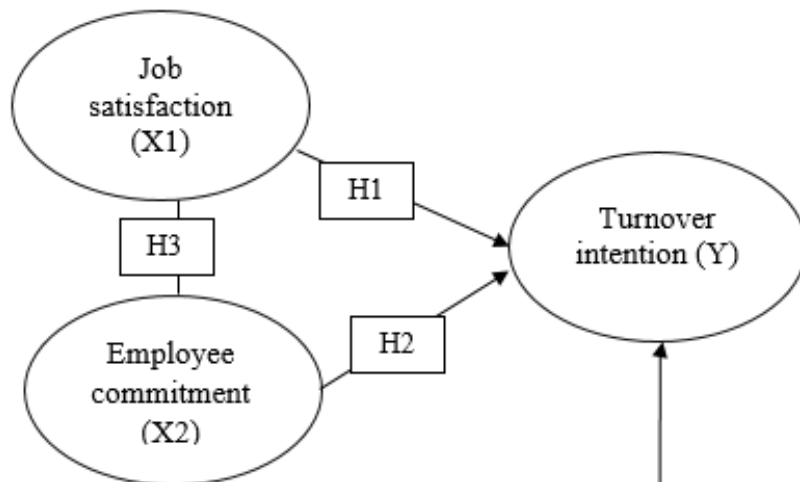 Job
satisfaction
(X1)
H1
H3
Turnover
intention (Y)
H2
Employee
commitment
(X2)